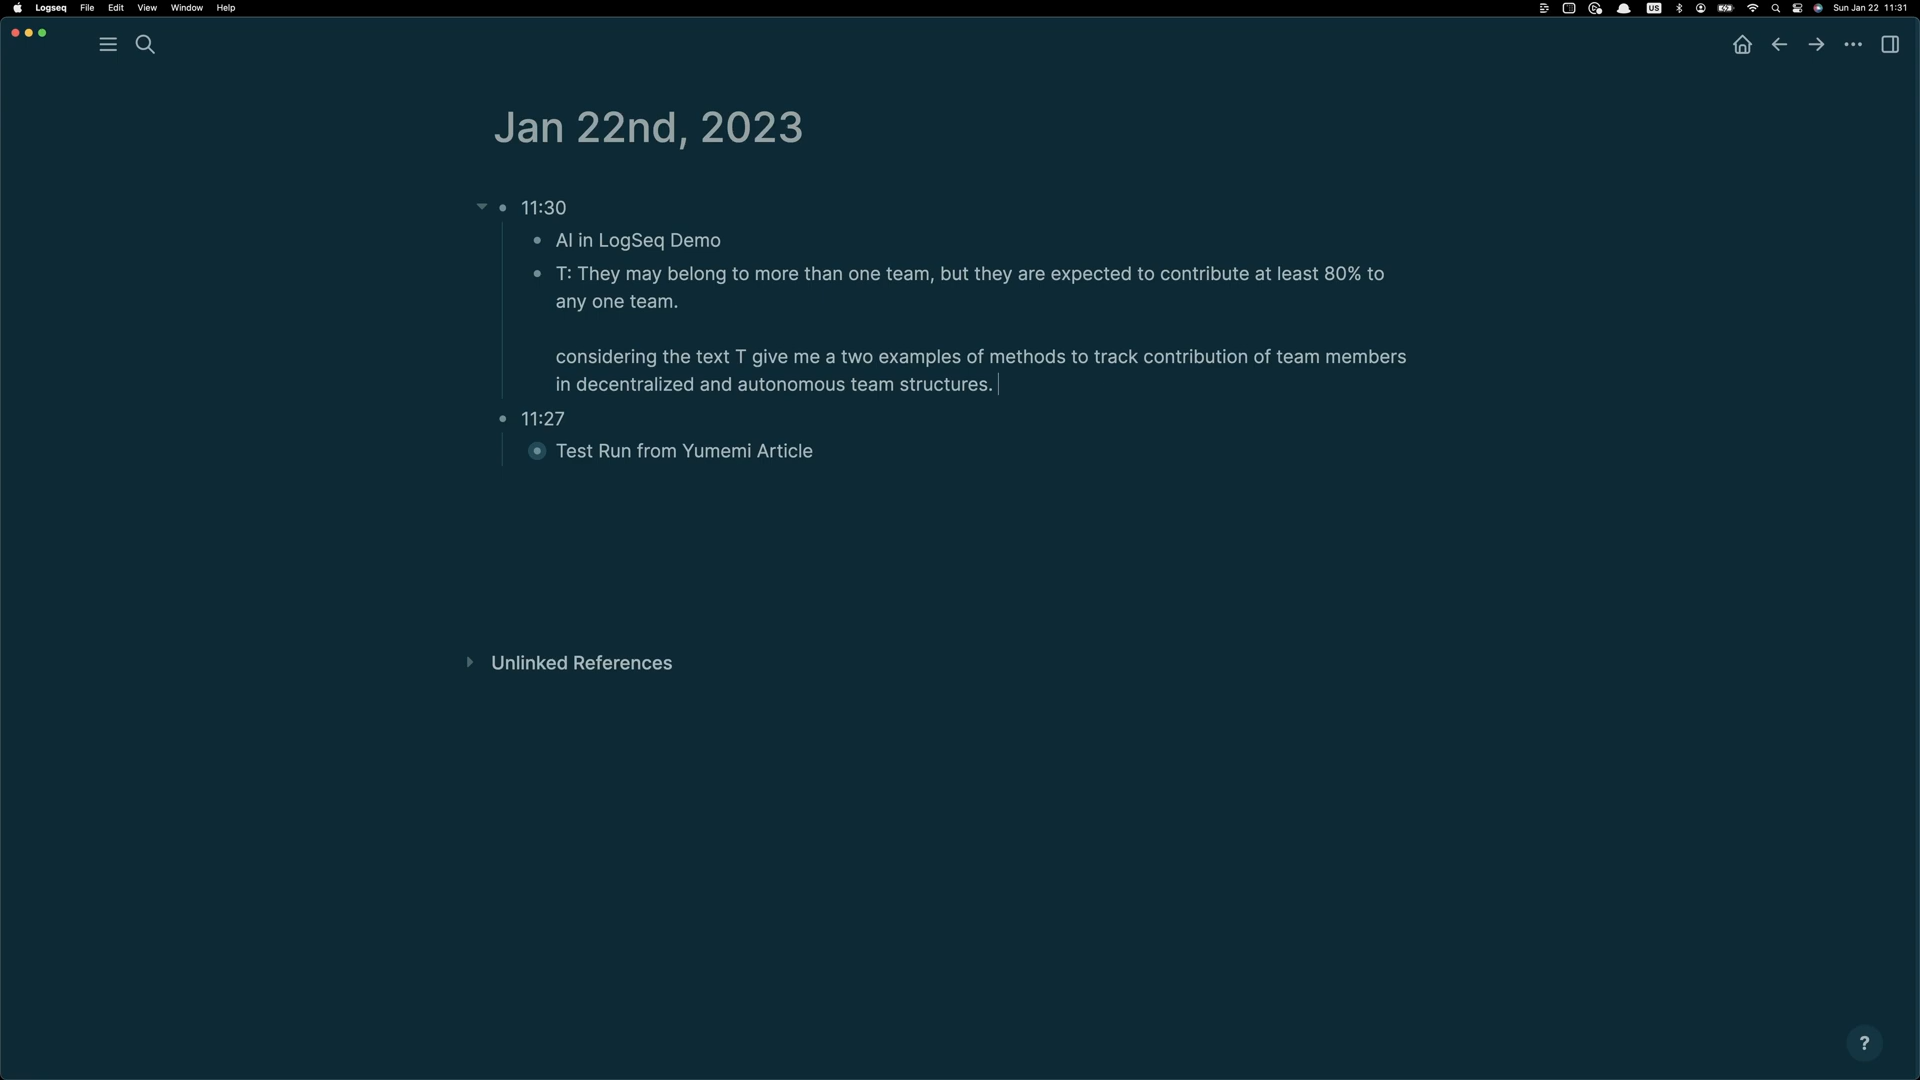 Logseq File Edit View Window Help
US
Sun Jan 22 11:31
Jan 22nd, 2023
11:30
AI in LogSeq Demo
T: They may belong to more than one team, but they are expected to contribute at least 80% to
any one team.
considering the text T give me a two examples of methods to track contribution of team members
in decentralized and autonomous team structures.
11:27
Test Run from Yumemi Article
Unlinked References
?